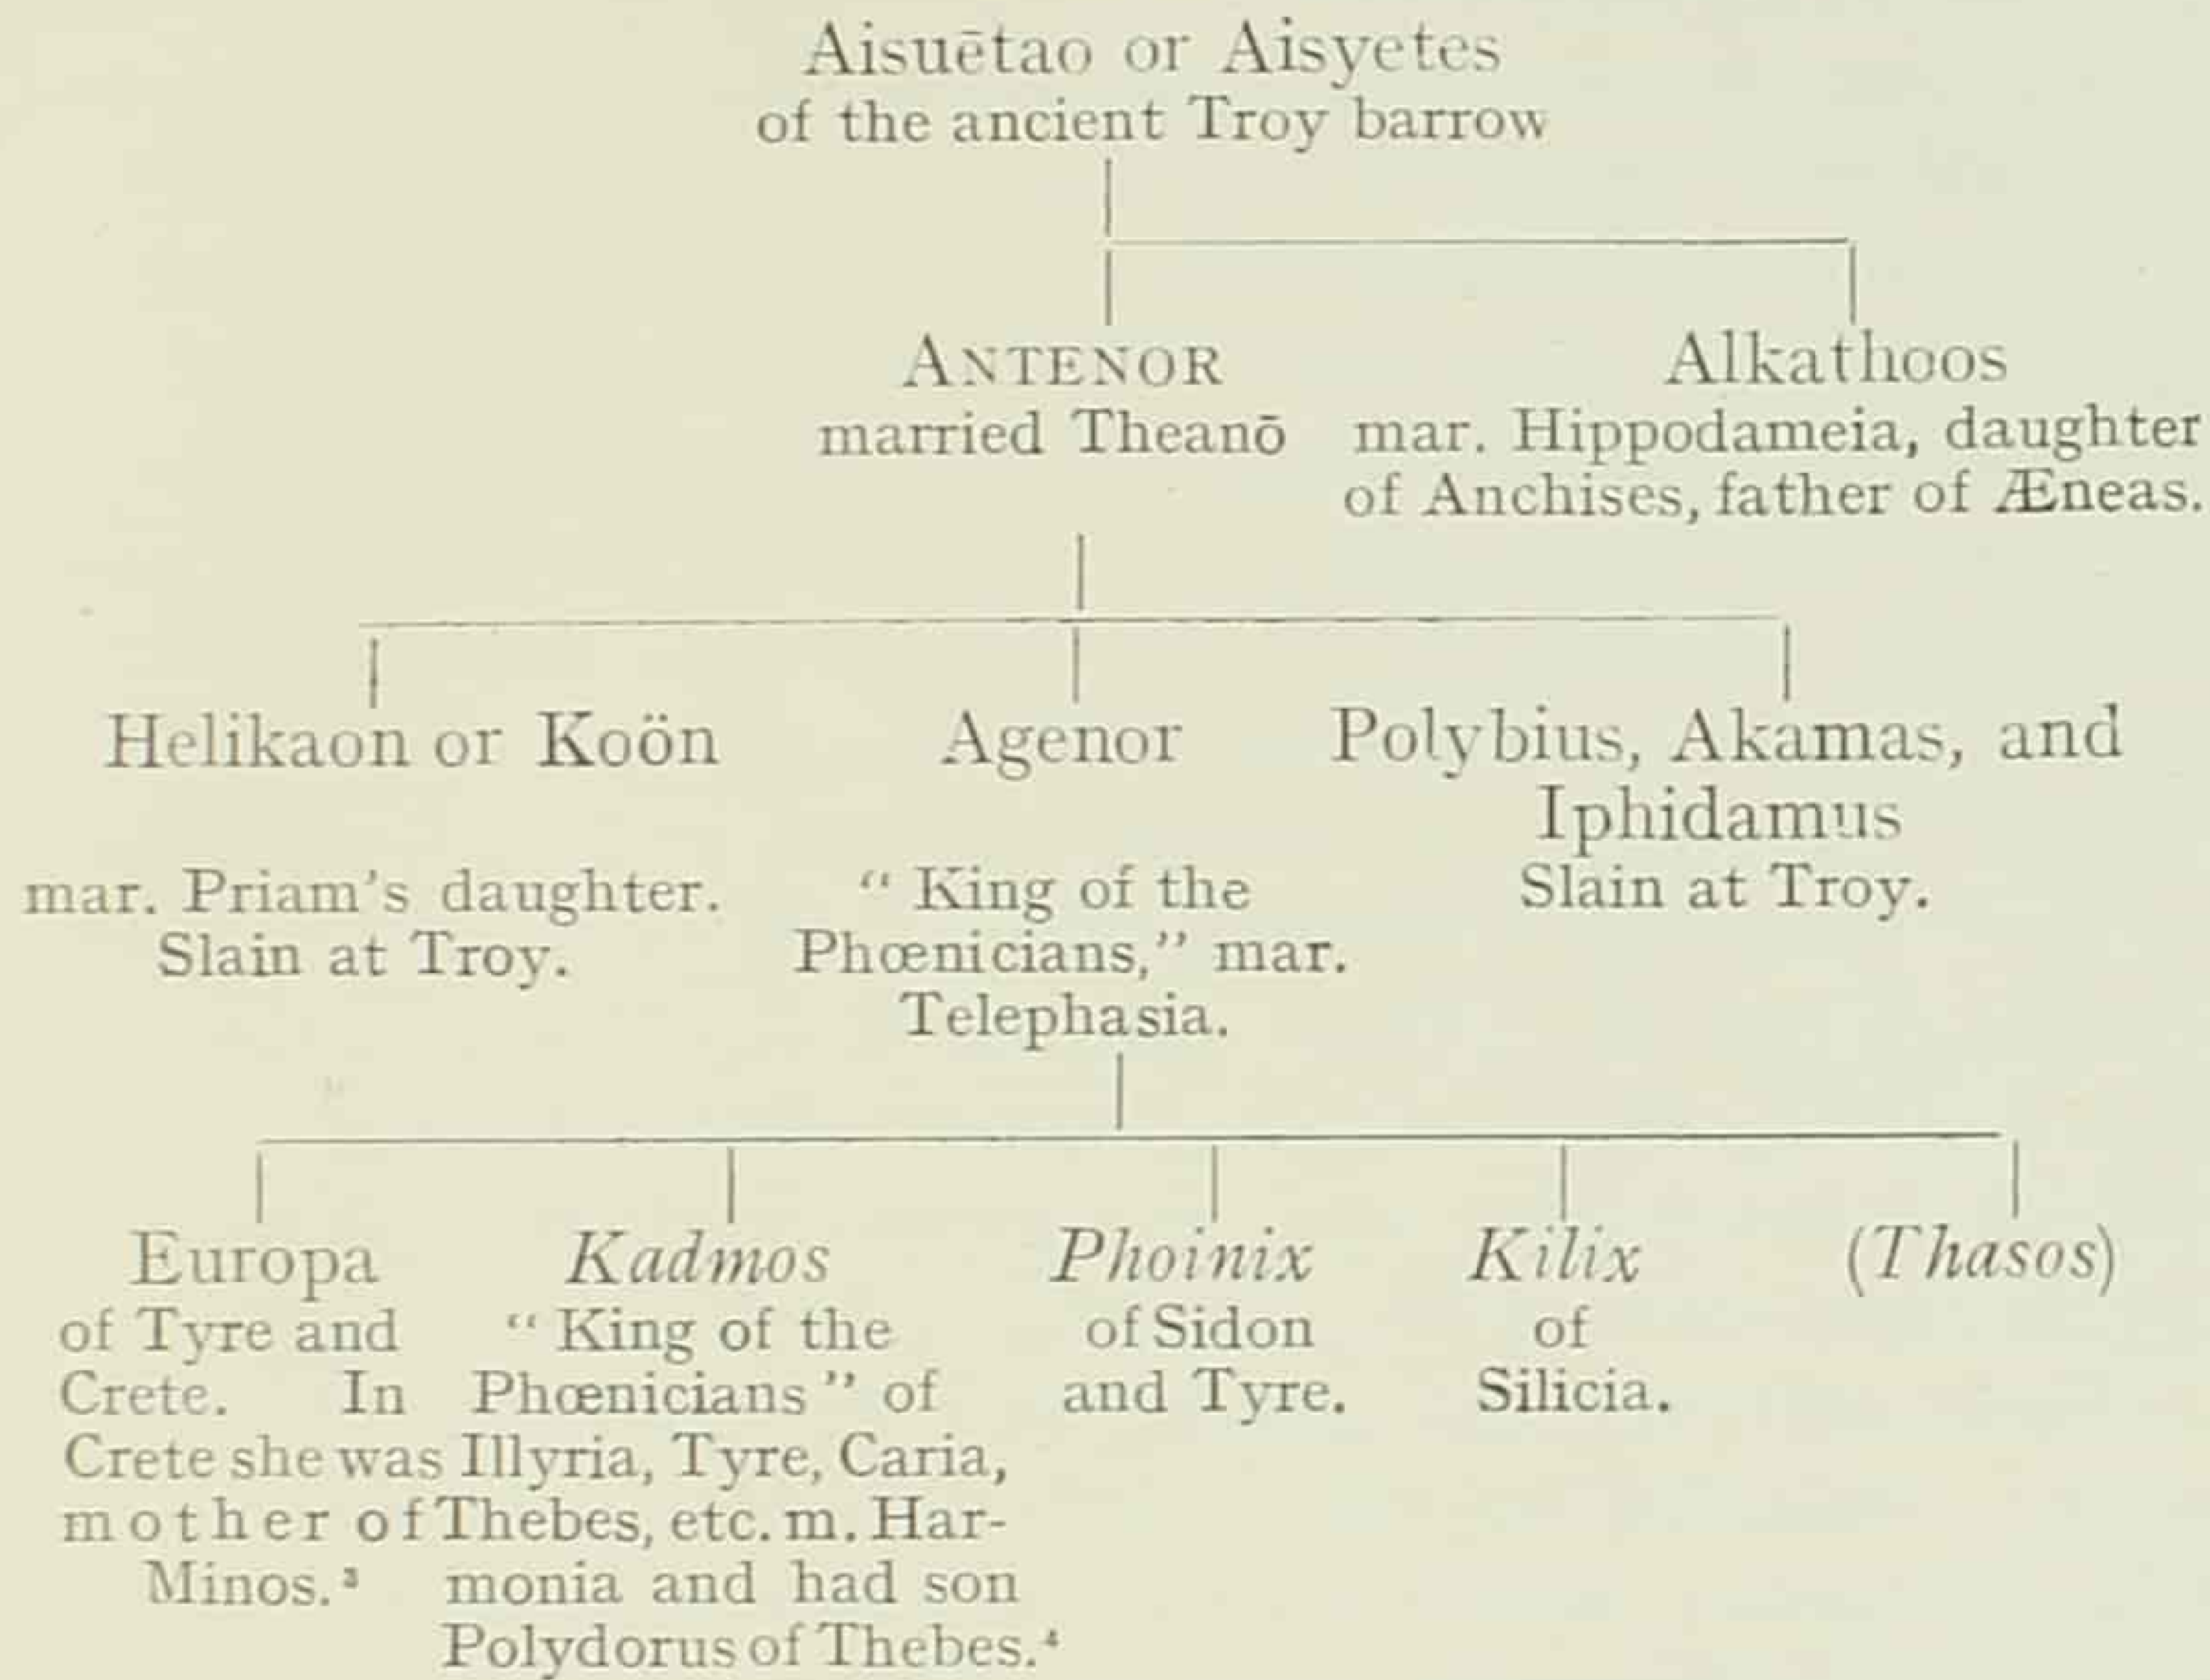 Aisuētao or Aisyetes
of the ancient Troy barrow
ANTENOR
married Theanō
Alkathoos
mar. Hippodameia, daughter
of Anchises, father of Æneas.
Helikaon or Koön
mar. Priam's daughter.
Slain at Troy.
Agenor
“ King of the
Phœnicians,” mar.
Telephasia.
Polybius, Akamas, and
Iphidamus
Slain at Troy.
Europa
of Tyre and
Crete. In
Crete she was
mother of
Minos.³
Kadmos
“ King of the
Phœnicians ” of
Illyria, Tyre, Caria,
Thebes, etc. m. Har-
monia and had son
Polydorus of Thebes.⁴
Phoinix
of Sidon
and Tyre.
Kilix
of
Silicia.
(Thasos)